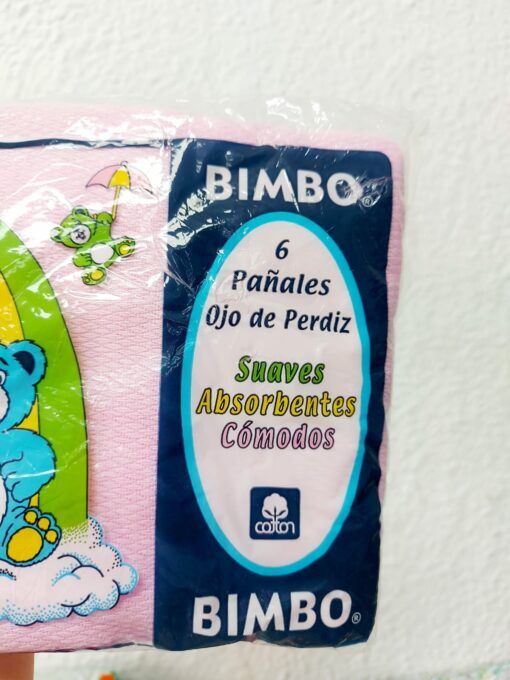 BIMBO®
6
Pañales
Ojo de Perdiz
Suaves
Absorbentes
Cómodos
cotton
BIMBO®